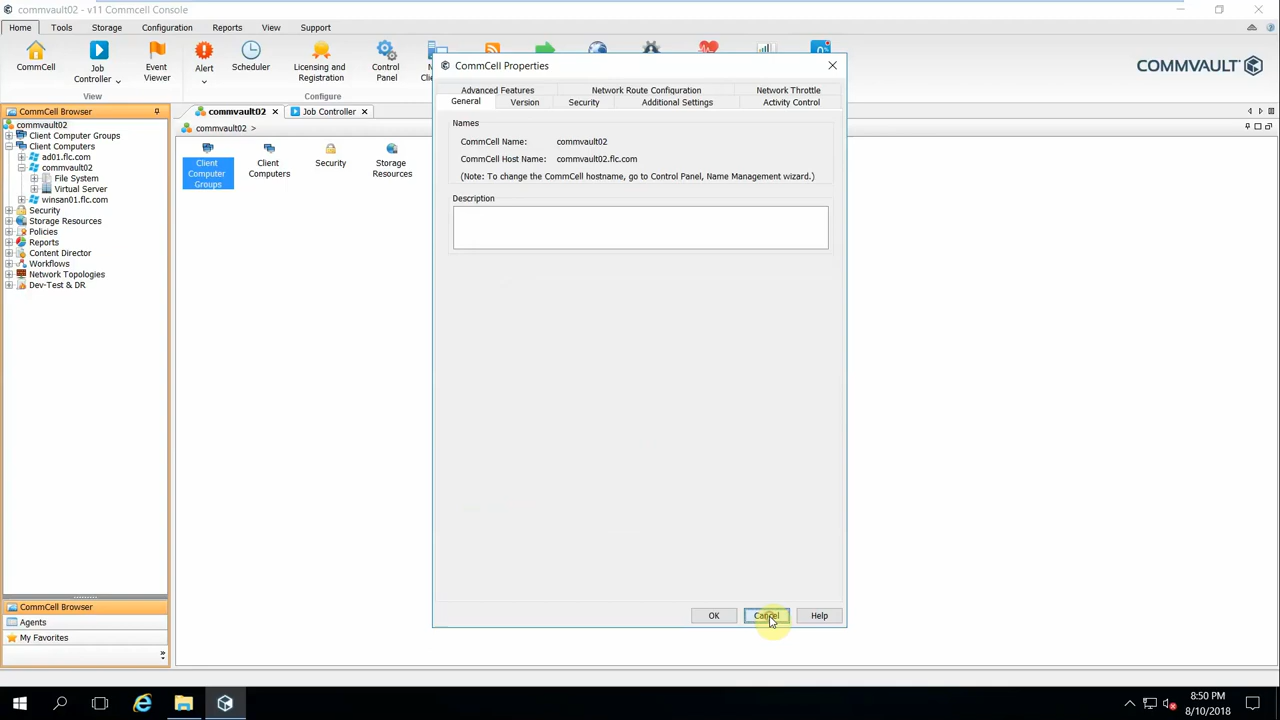 commvault02 - v11 Commcell Console
Home Tools Storage Configuration Reports View Support
CommCell
Job Controller
Event Viewer
Alert
Scheduler
Licensing and Registration
Control Panel
View
Configure
COMMVAULT
CommCell Browser
commvault02
Client Computer Groups
Client Computers
ad01.flc.com
commvault02
File System
Virtual Server
winsan01.flc.com
Security
Storage Resources
Policies
Reports
Content Director
Workflows
Network Topologies
Dev-Test & DR
CommCell Browser
Agents
My Favorites
commvault02
Job Controller
commvault02 >
Client Computer Groups
Client Computers
Security
Storage Resources
CommCell Properties
Advanced Features Network Route Configuration Network Throttle
General Version Security Additional Settings Activity Control
Names
CommCell Name: commvault02
CommCell Host Name: commvault02.flc.com
(Note: To change the CommCell hostname, go to Control Panel, Name Management wizard.)
Description
OK Cancel Help
8:50 PM
8/10/2018